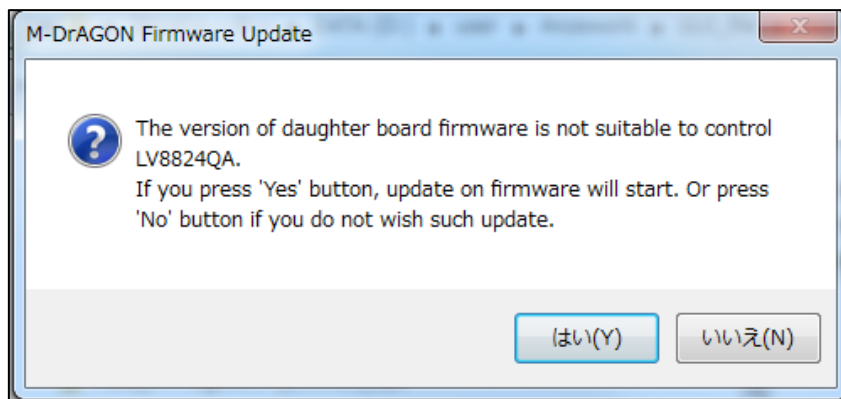 M-DrAGON Firmware Update
The version of daughter board firmware is not suitable to control
LV8824QA.
If you press 'Yes' button, update on firmware will start. Or press
'No' button if you do not wish such update.
はい(Y)
いいえ(N)